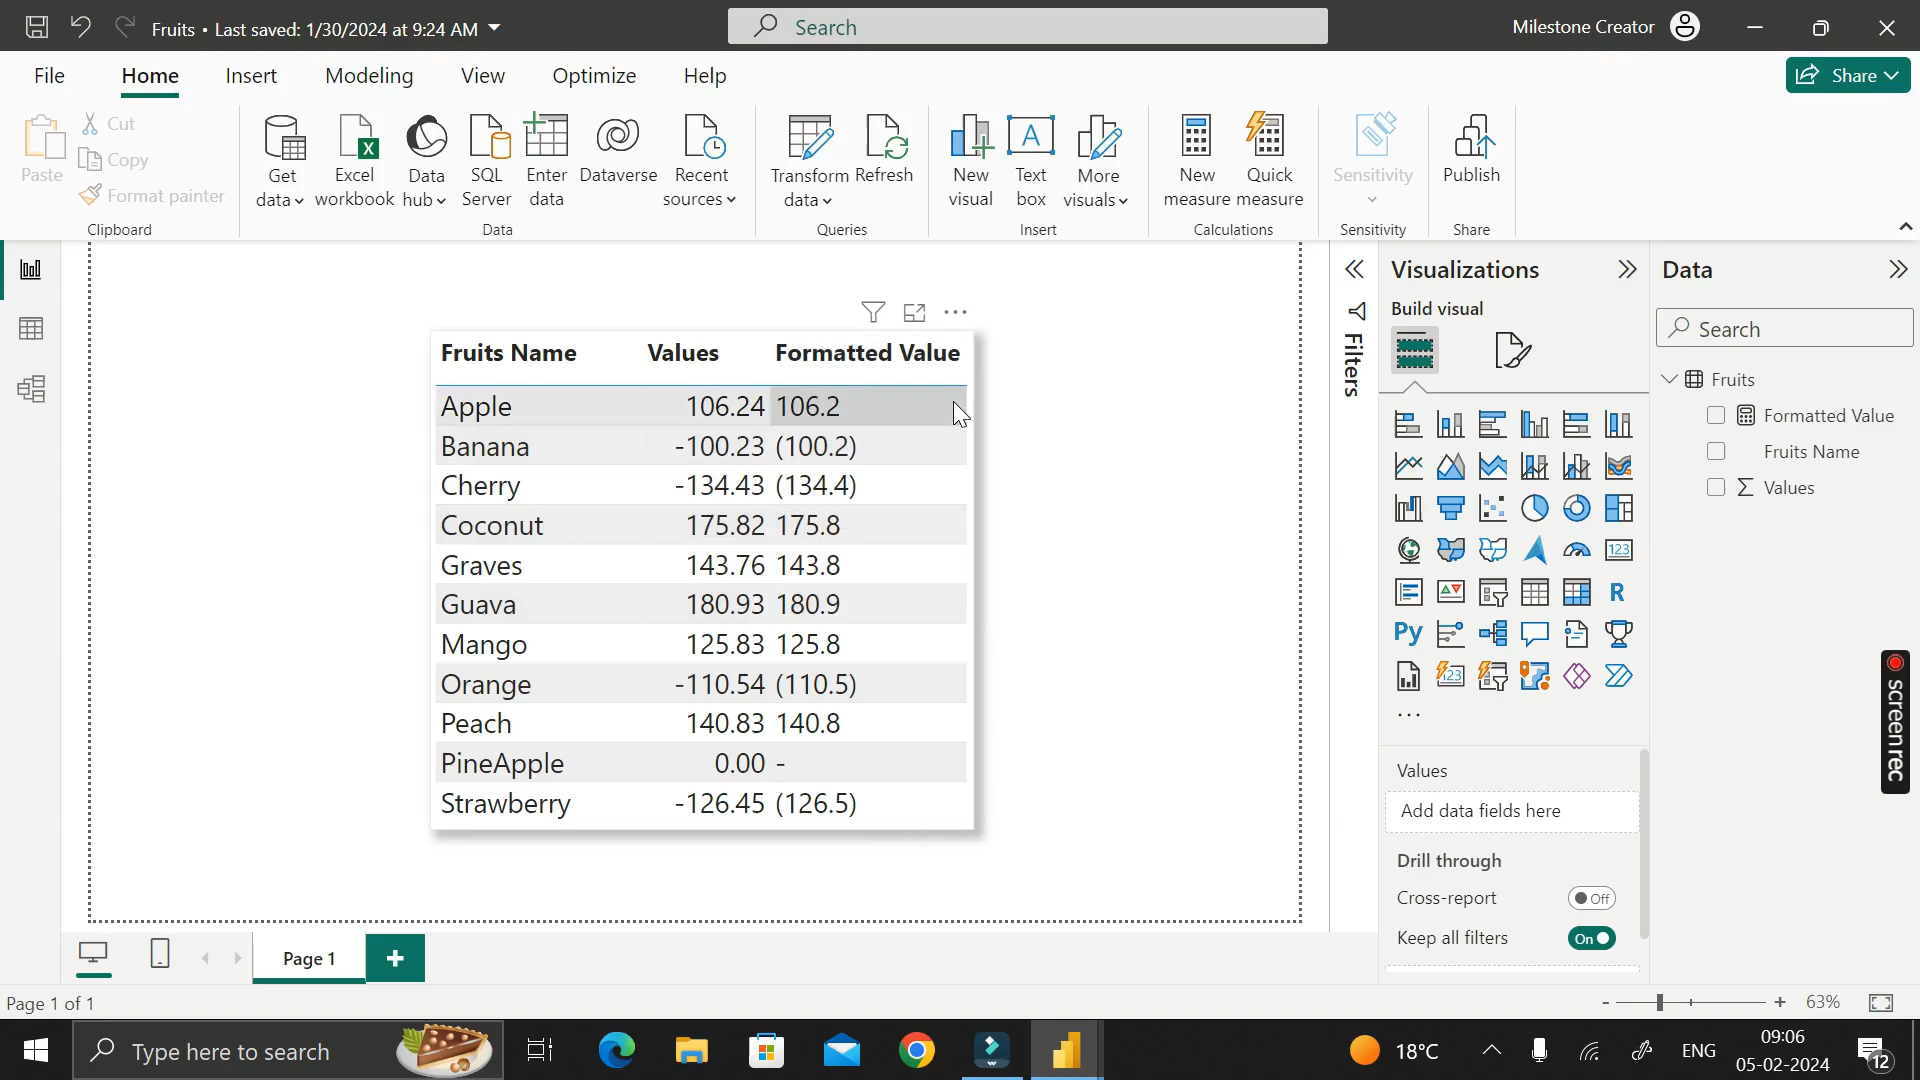 Fruits • Last saved: 1/30/2024 at 9:24 AM
Search
Milestone Creator
File Home Insert Modeling View Optimize Help
Share
Paste
Cut
Copy
Format painter
Clipboard
Get data
Excel workbook
Data hub
SQL Server
Enter data
Dataverse
Recent sources
Data
Transform data
Refresh
Queries
New visual
Text box
More visuals
Insert
New measure
Quick measure
Calculations
Sensitivity
Sensitivity
Publish
Share
Fruits Name Values Formatted Value
Apple 106.24 106.2
Banana -100.23 (100.2)
Cherry -134.43 (134.4)
Coconut 175.82 175.8
Graves 143.76 143.8
Guava 180.93 180.9
Mango 125.83 125.8
Orange -110.54 (110.5)
Peach 140.83 140.8
PineApple 0.00 -
Strawberry -126.45 (126.5)
Filters
Visualizations
Build visual
123
R
Py
123
Values
Add data fields here
Drill through
Cross-report Off
Keep all filters On
Data
Search
Fruits
Formatted Value
Fruits Name
Σ Values
screenrec
Page 1
+
Page 1 of 1
- + 63%
Type here to search
18°C
ENG
09:06
05-02-2024
12